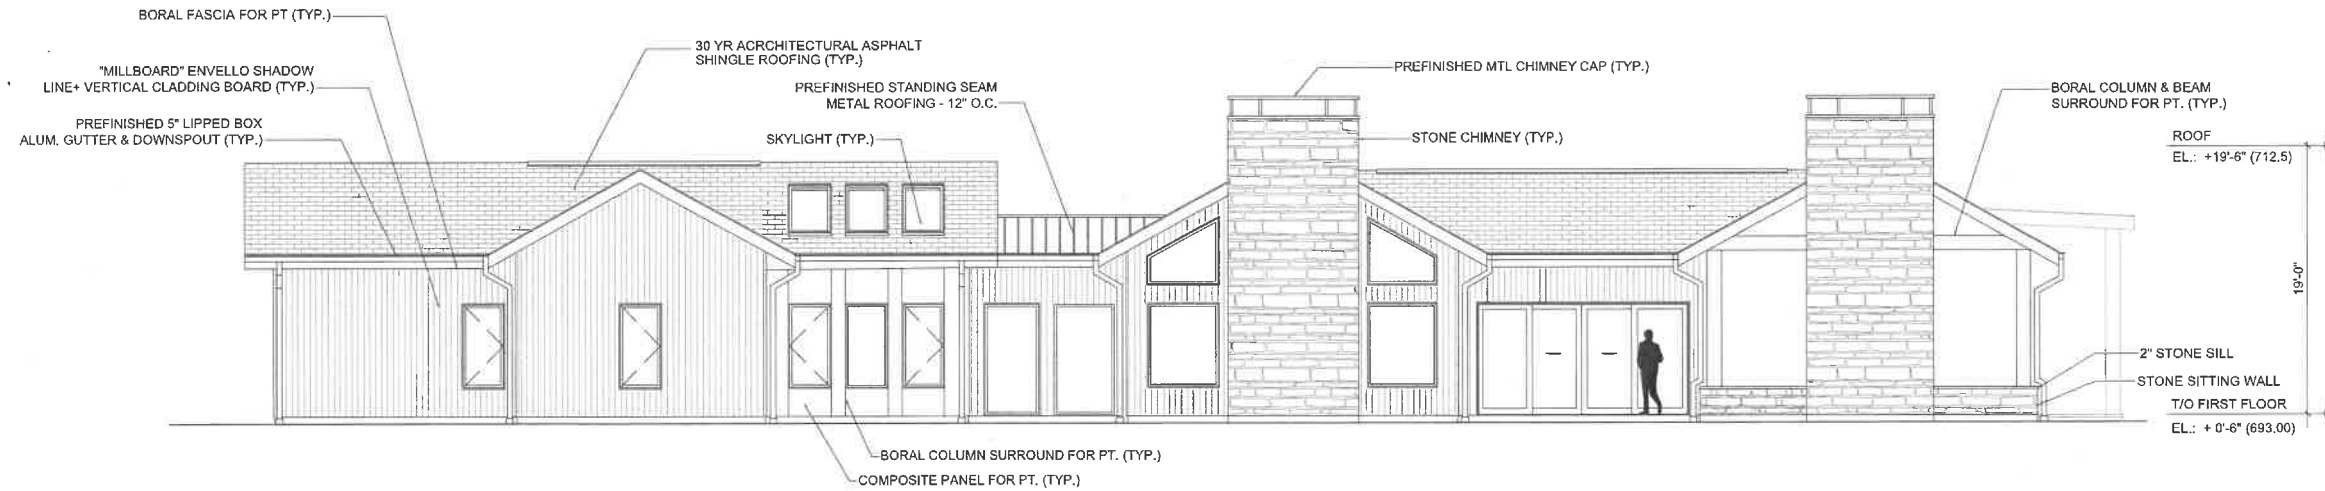 BORAL FASCIA FOR PT (TYP.)
"MILLBOARD" ENVELLO SHADOW
LINE+ VERTICAL CLADDING BOARD (TYP.)
PREFINISHED 5" LIPPED BOX
ALUM. GUTTER & DOWNSPOUT (TYP.)
30 YR ACRCHITECTURAL ASPHALT
SHINGLE ROOFING (TYP.)
PREFINISHED STANDING SEAM
METAL ROOFING - 12" O.C.
SKYLIGHT (TYP.)
PREFINISHED MTL CHIMNEY CAP (TYP.)
STONE CHIMNEY (TYP.)
BORAL COLUMN & BEAM
SURROUND FOR PT. (TYP.)
ROOF
EL.: +19'-6" (712.5)
19'-0"
2" STONE SILL
STONE SITTING WALL
T/O FIRST FLOOR
EL.: + 0'-6" (693.00)
BORAL COLUMN SURROUND FOR PT. (TYP.)
COMPOSITE PANEL FOR PT. (TYP.)